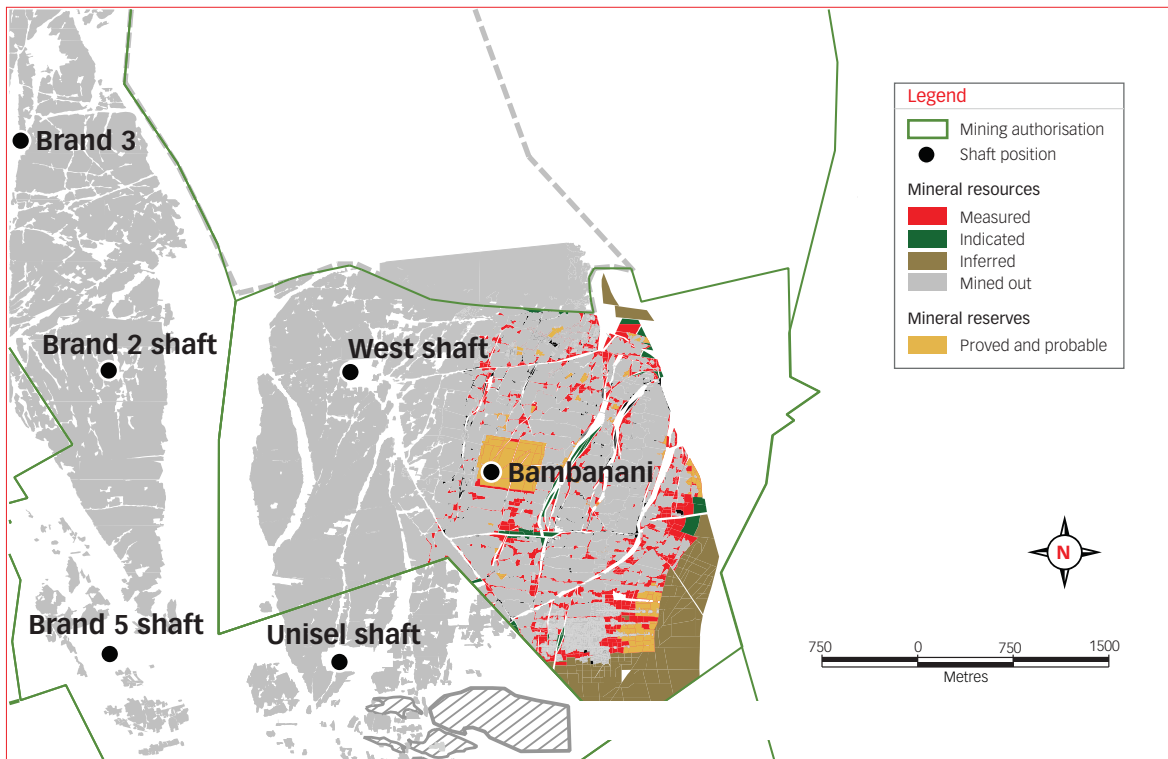 Brand 3
Brand 2 shaft
West shaft
Bambanani
Brand 5 shaft
Unisel shaft
Legend
Mining authorisation
Shaft position
Mineral resources
Measured
Indicated
Inferred
Mined out
Mineral reserves
Proved and probable
N
750 0 750 1500
Metres